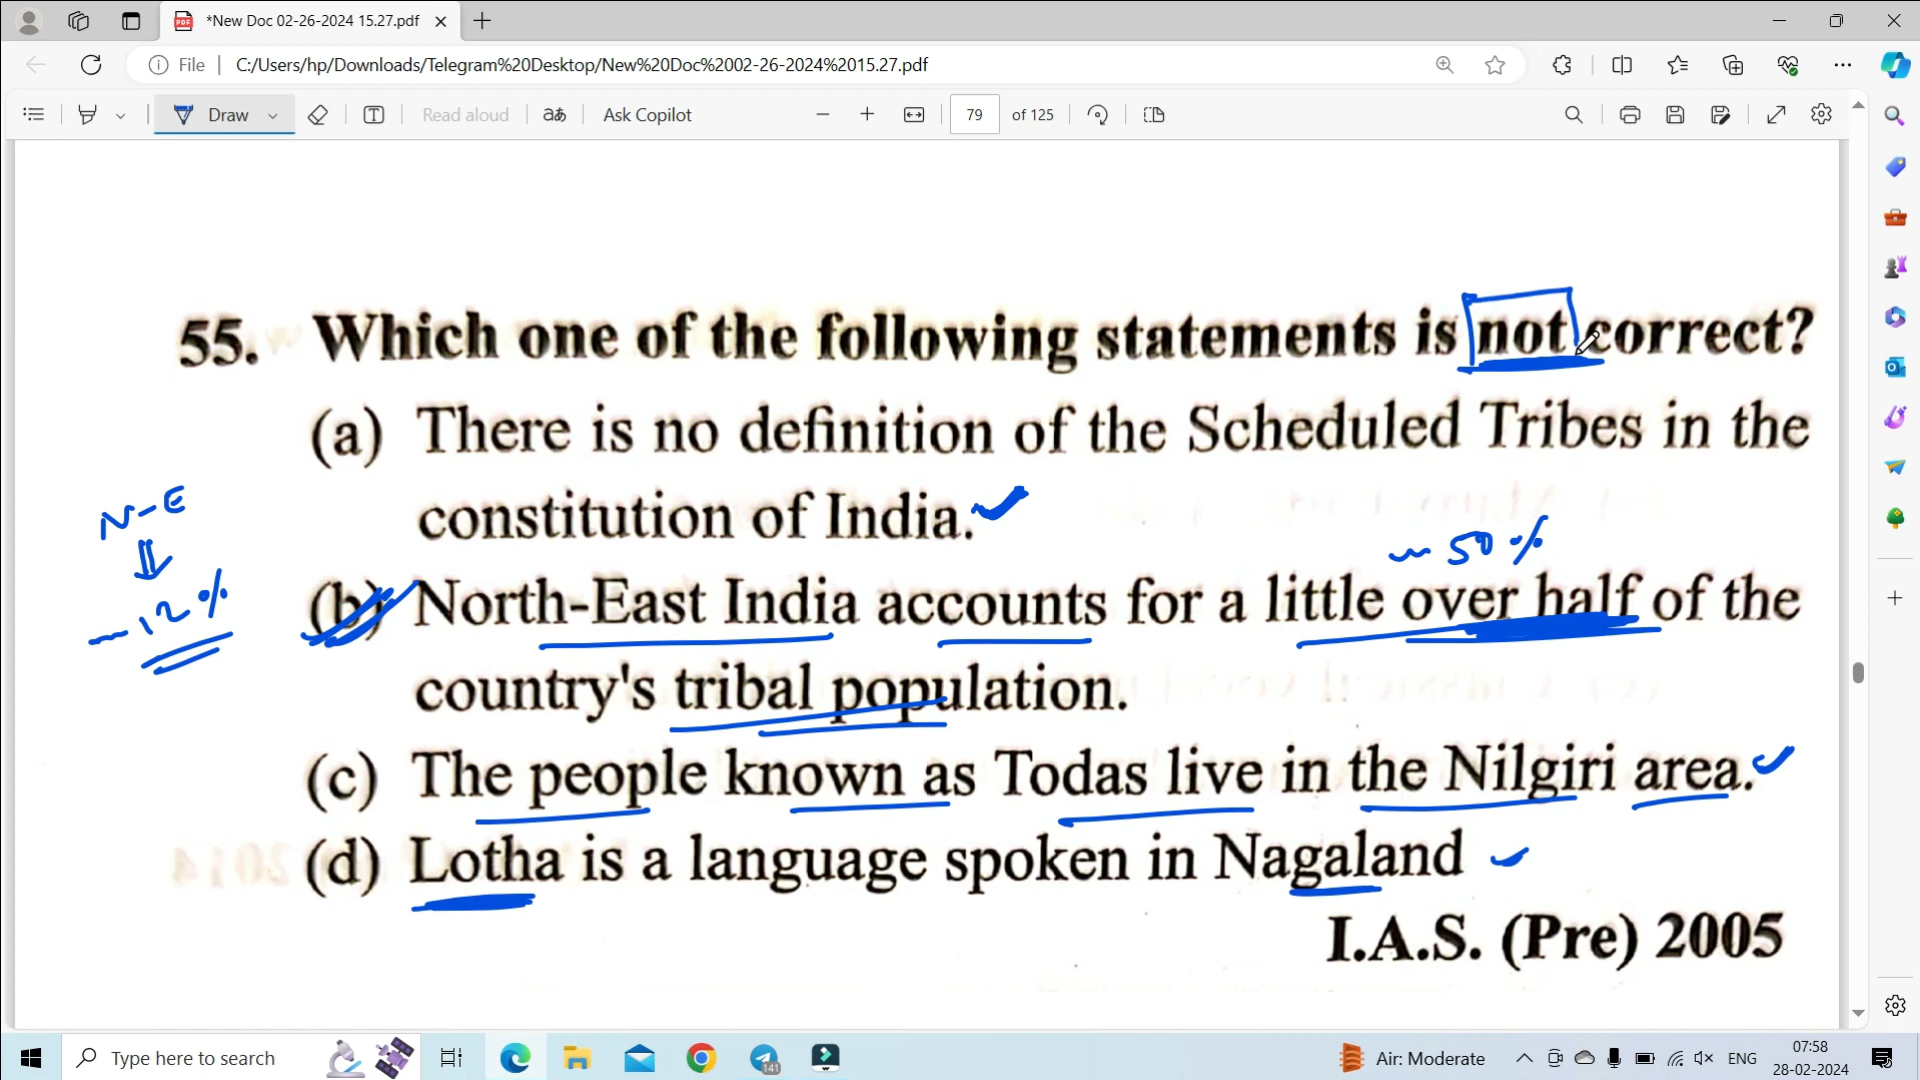 *New Doc 02-26-2024 15.27.pdf
File C:/Users/hp/Downloads/Telegram%20Desktop/New%20Doc%2002-26-2024%2015.27.pdf
Draw Read aloud aあ Ask Copilot 79 of 125
55. Which one of the following statements is not correct?
(a) There is no definition of the Scheduled Tribes in the
constitution of India.
N-E
~ 50 %
(b) North-East India accounts for a little over half of the
~12 %
country's tribal population.
(c) The people known as Todas live in the Nilgiri area.
(d) Lotha is a language spoken in Nagaland
I.A.S. (Pre) 2005
Type here to search 141 Air: Moderate ENG 07:58
28-02-2024